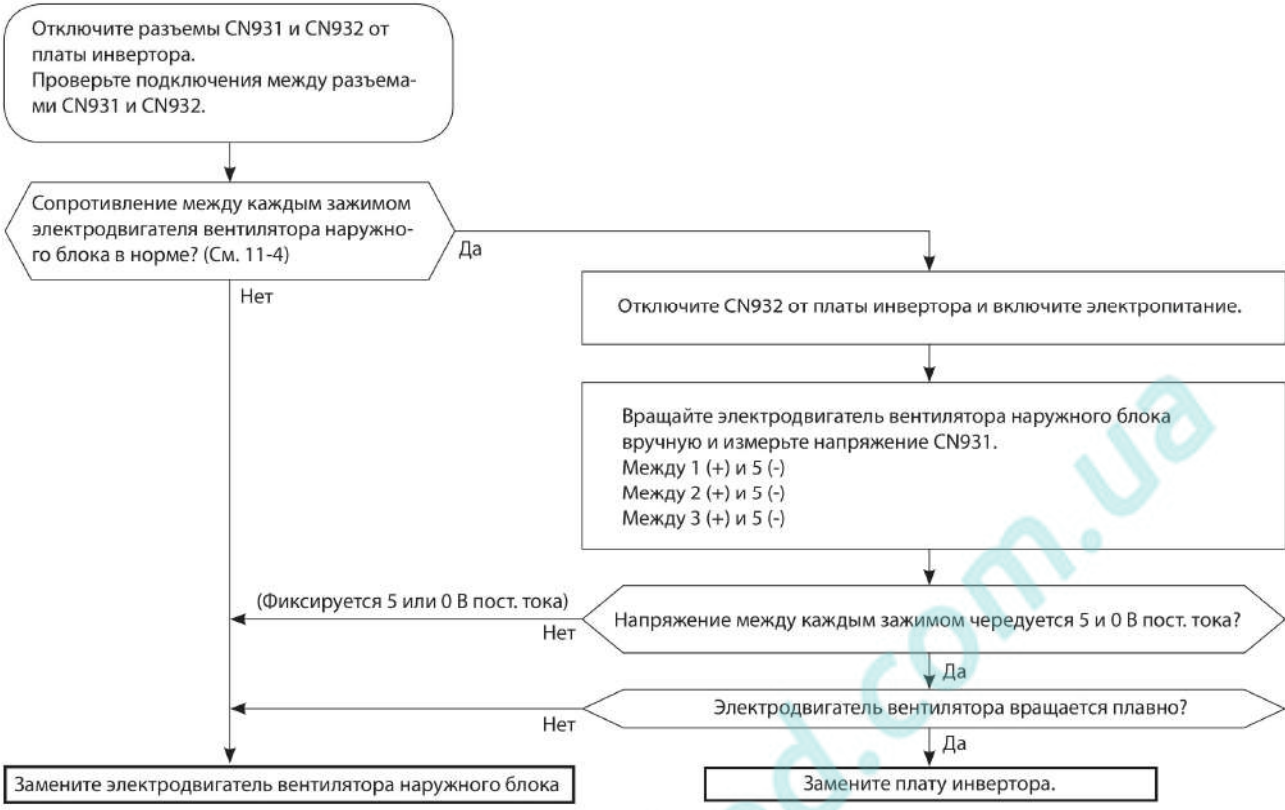 Отключите разъемы CN931 и CN932 от
платы инвертора.
Проверьте подключения между разъема-
ми CN931 и CN932.
Сопротивление между каждым зажимом
электродвигателя вентилятора наружно-
го блока в норме? (См. 11-4)
Да
Нет
Отключите CN932 от платы инвертора и включите электропитание.
Вращайте электродвигатель вентилятора наружного блока
вручную и измерьте напряжение CN931.
Между 1 (+) и 5 (-)
Между 2 (+) и 5 (-)
Между 3 (+) и 5 (-)
(Фиксируется 5 или 0 В пост. тока)
Нет
Напряжение между каждым зажимом чередуется 5 и 0 В пост. тока?
Да
Нет
Электродвигатель вентилятора вращается плавно?
Да
Замените электродвигатель вентилятора наружного блока
Замените плату инвертора.
od.com.ua